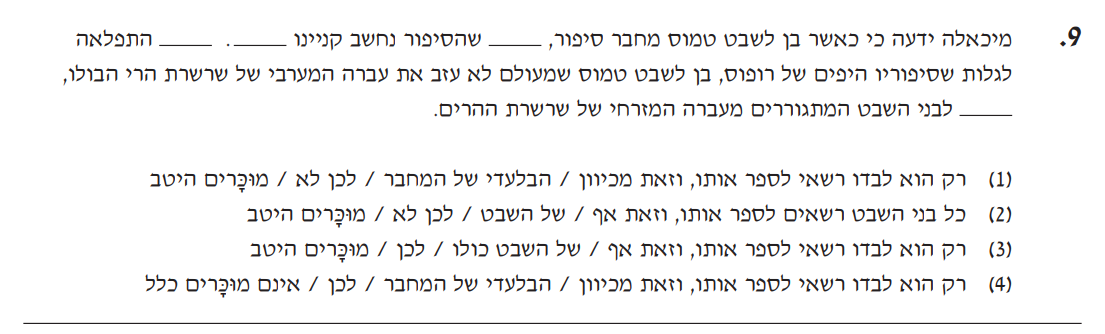 9. מיכאלה ידעה כי כאשר בן לשבט טמוס מחבר סיפור, _____ שהסיפור נחשב קניינו _____. _____ התפלאה
לגלות שסיפוריו היפים של רופוס, בן לשבט טמוס שמעולם לא עזב את עברה המערבי של שרשרת הרי הבולו,
_____ לבני השבט המתגוררים מעברה המזרחי של שרשרת ההרים.
(1) רק הוא לבדו רשאי לספר אותו, וזאת מכיוון / הבלעדי של המחבר / לכן לא / מוּכָּרים היטב
(2) כל בני השבט רשאים לספר אותו, וזאת אף / של השבט / לכן לא / מוּכָּרים היטב
(3) רק הוא לבדו רשאי לספר אותו, וזאת אף / של השבט כולו / לכן / מוּכָּרים היטב
(4) רק הוא לבדו רשאי לספר אותו, וזאת מכיוון / הבלעדי של המחבר / לכן / אינם מוּכָּרים כלל